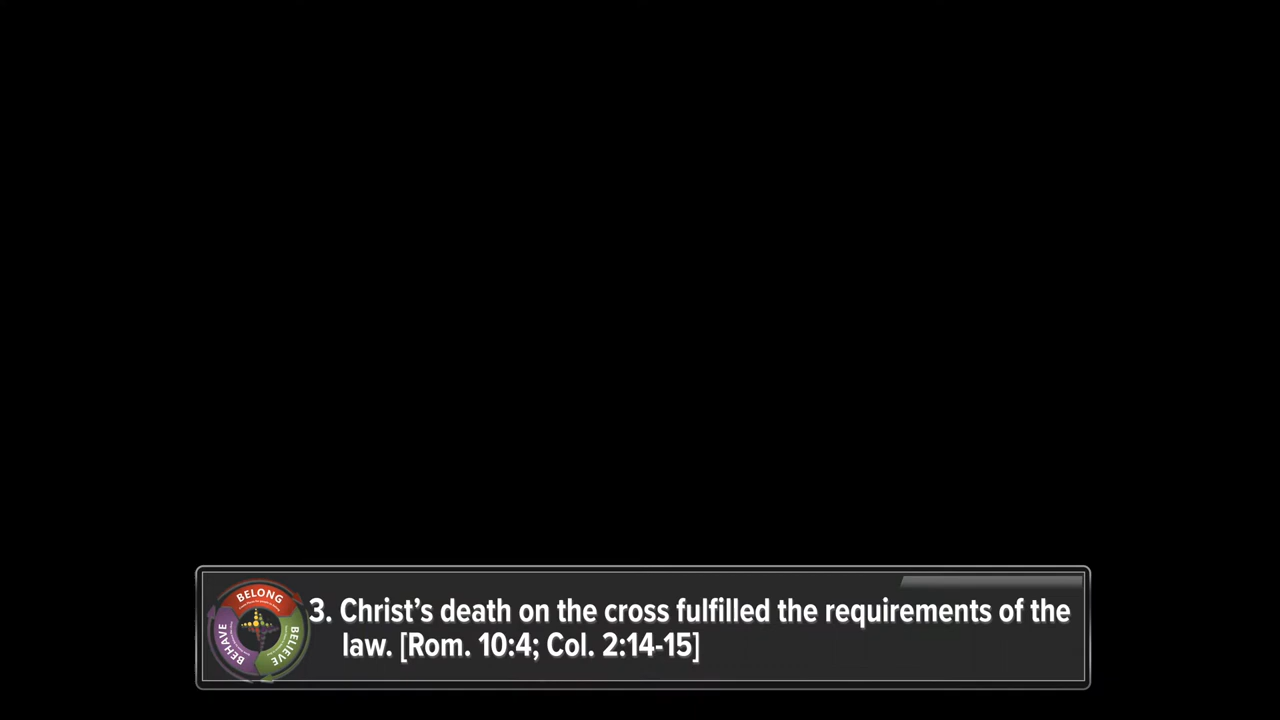 BELONG
BELIEVE
BEHAVE
3. Christ's death on the cross fulfilled the requirements of the
law. [Rom. 10:4; Col. 2:14-15]